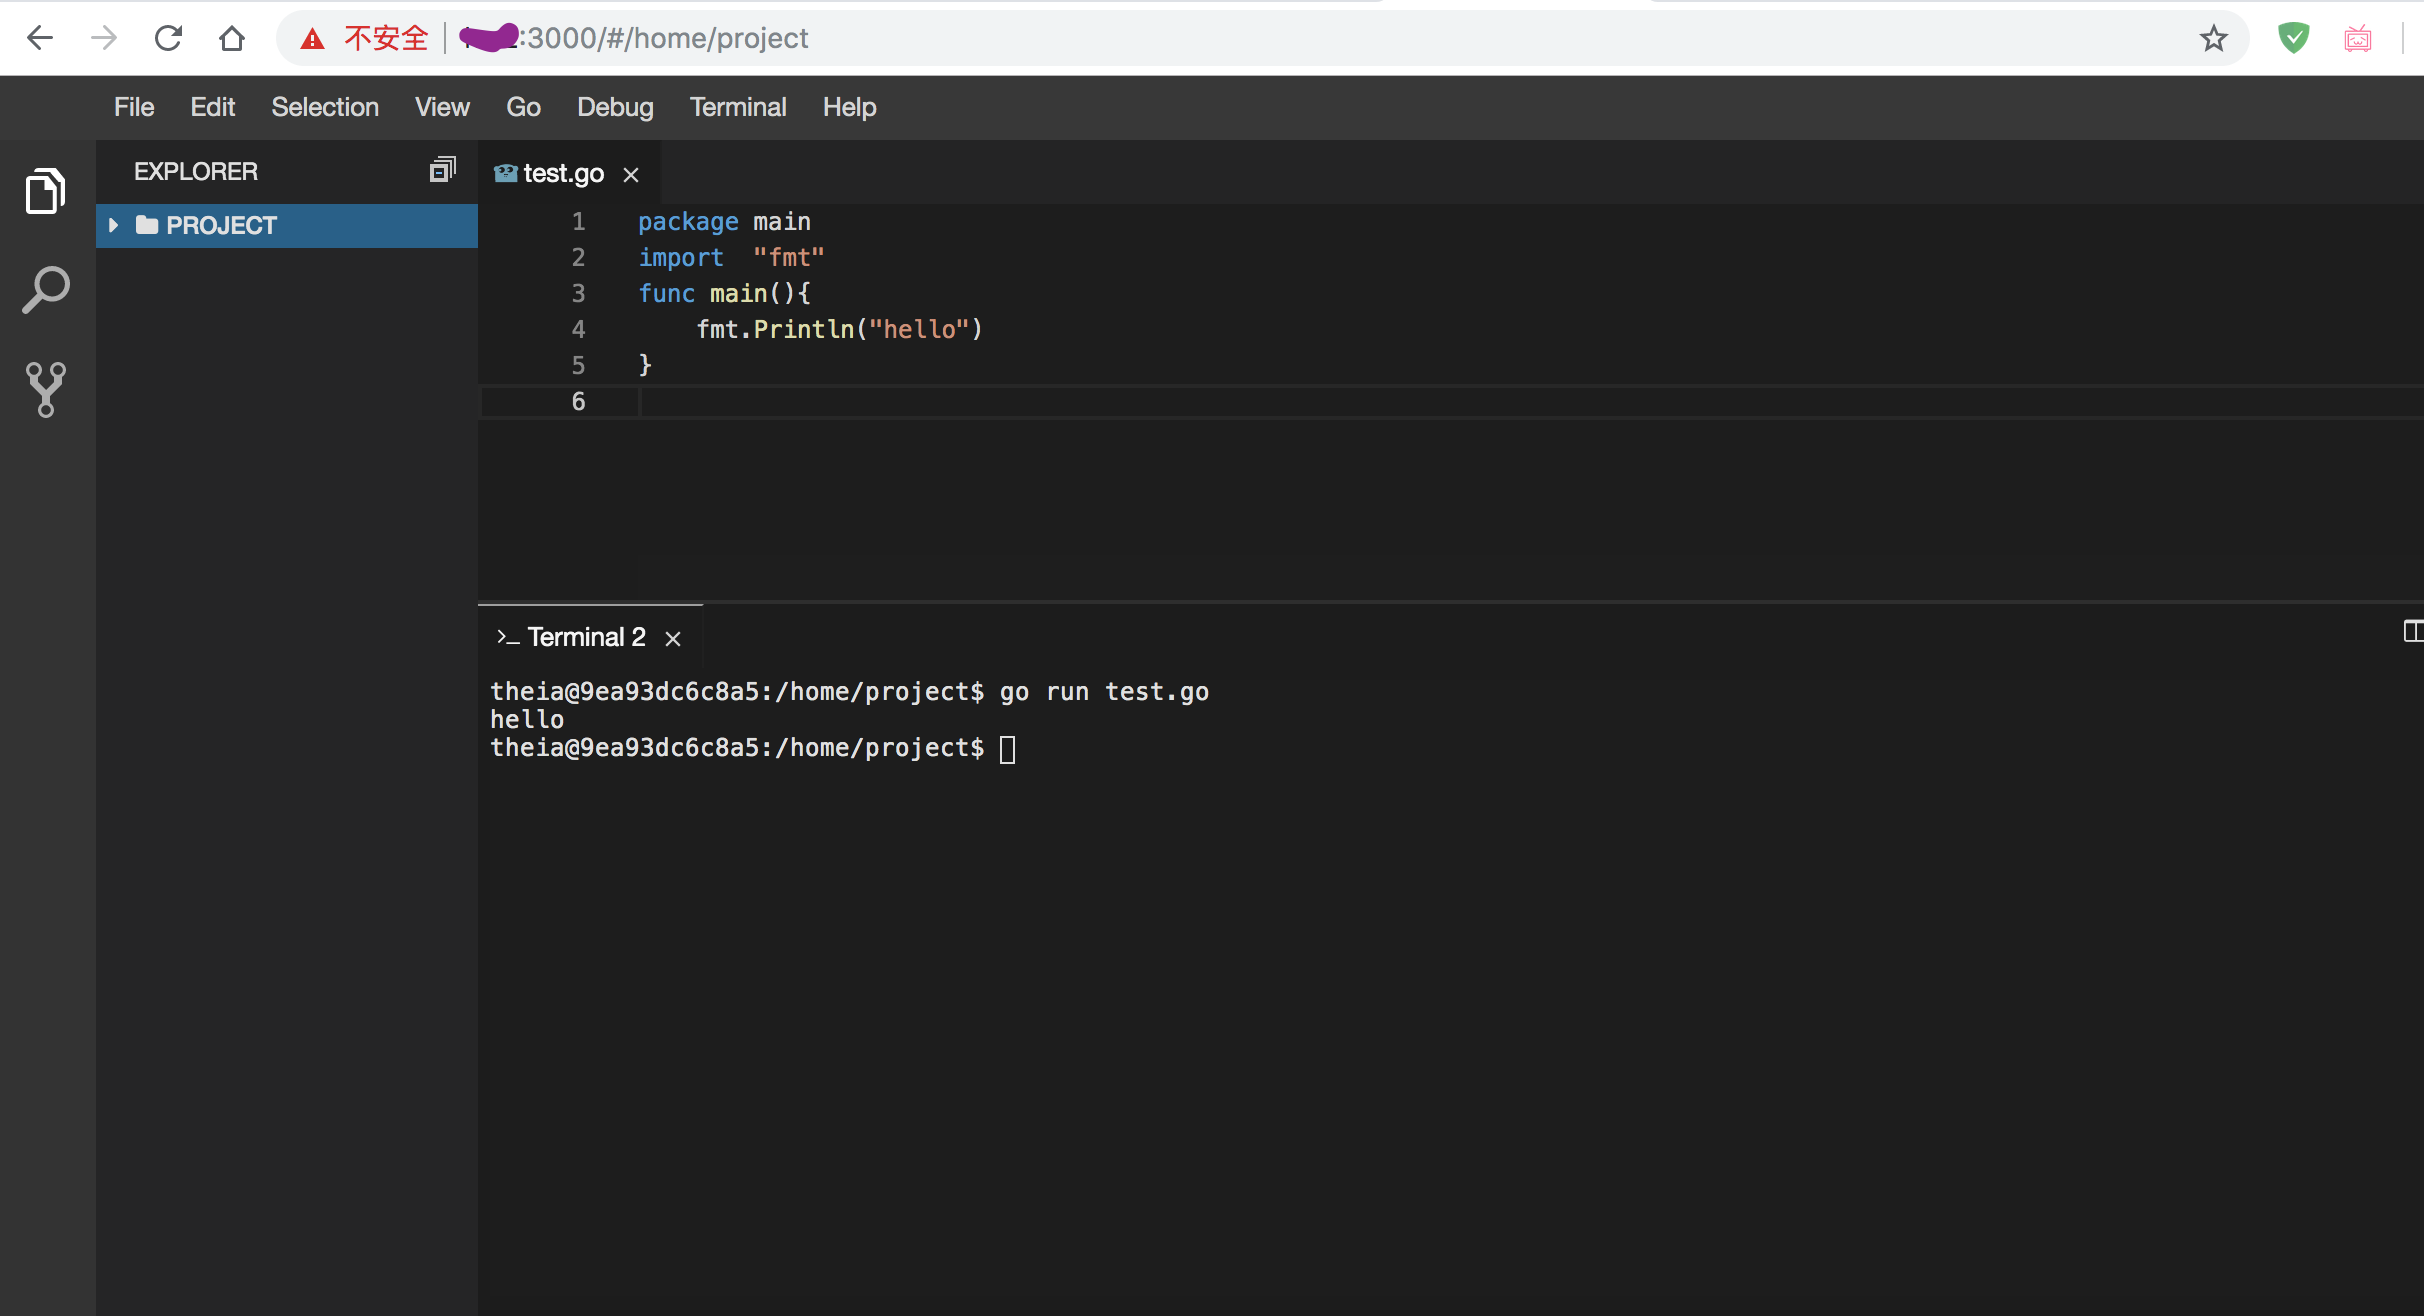 不安全 :3000/#/home/project
File Edit Selection View Go Debug Terminal Help
EXPLORER
PROJECT
test.go
1 package main
2 import  "fmt"
3 func main(){
4     fmt.Println("hello")
5 }
6
>_ Terminal 2
theia@9ea93dc6c8a5:/home/project$ go run test.go
hello
theia@9ea93dc6c8a5:/home/project$